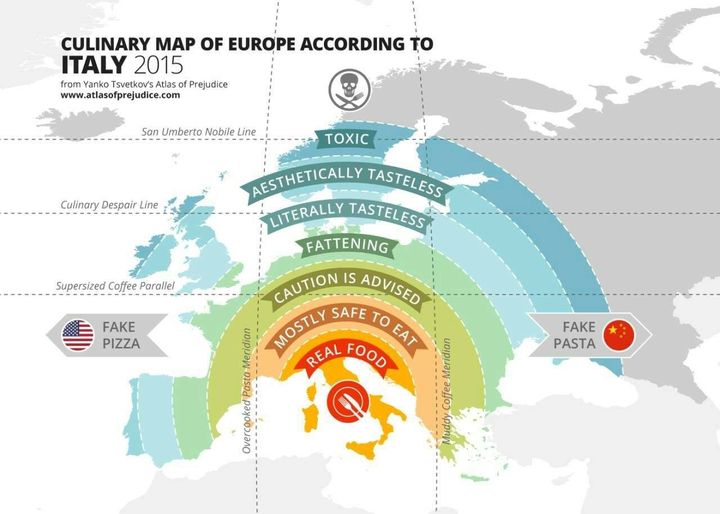 CULINARY MAP OF EUROPE ACCORDING TO
ITALY 2015
from Yanko Tsvetkov's Atlas of Prejudice
www.atlasofprejudice.com
San Umberto Nobile Line
TOXIC
AESTHETICALLY TASTELESS
Culinary Despair Line
LITERALLY TASTELESS
FATTENING
Supersized Coffee Parallel
CAUTION IS ADVISED
MOSTLY SAFE TO EAT
REAL FOOD
FAKE
PIZZA
FAKE
PASTA
Overcooked Pasta Meridian
Muddy Coffee Meridian